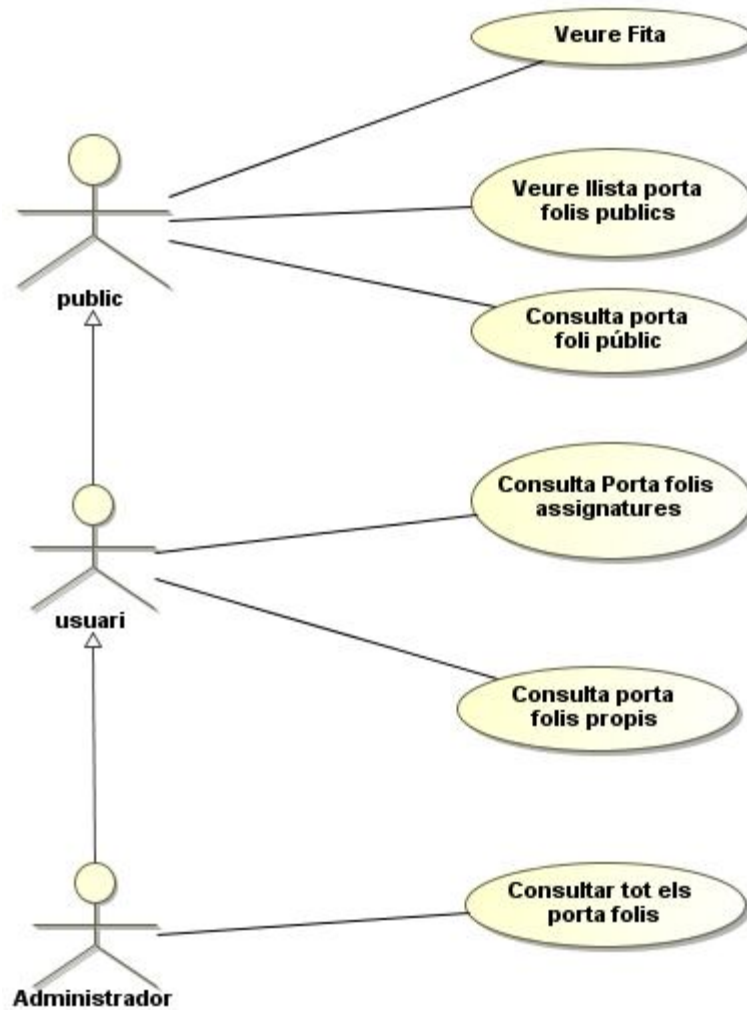 Veure Fita
Veure llista porta
folis publics
public
Consulta porta
foli públic
Consulta Porta folis
assignatures
usuari
Consulta porta
folis propis
Consultar tot els
porta folis
Administrador